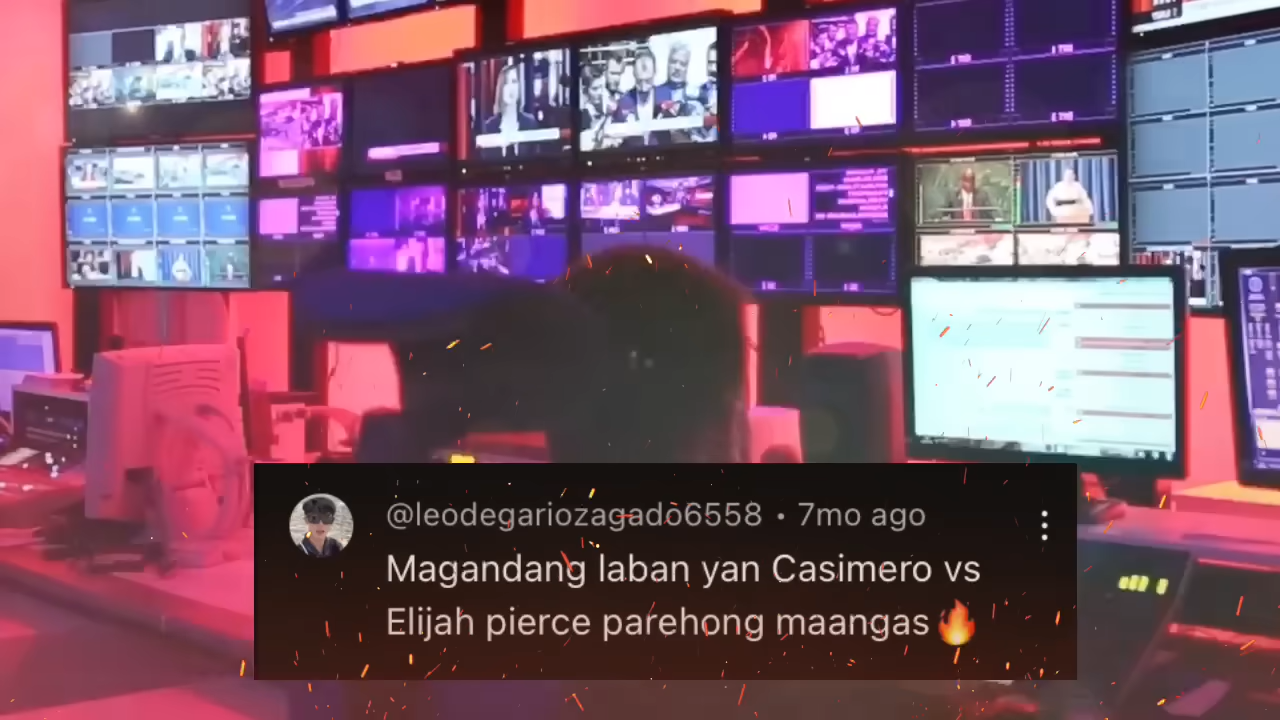 @leodegariozagado6558 • 7mo ago
Magandang laban yan Casimero vs
Elijah pierce parehong maangas🔥